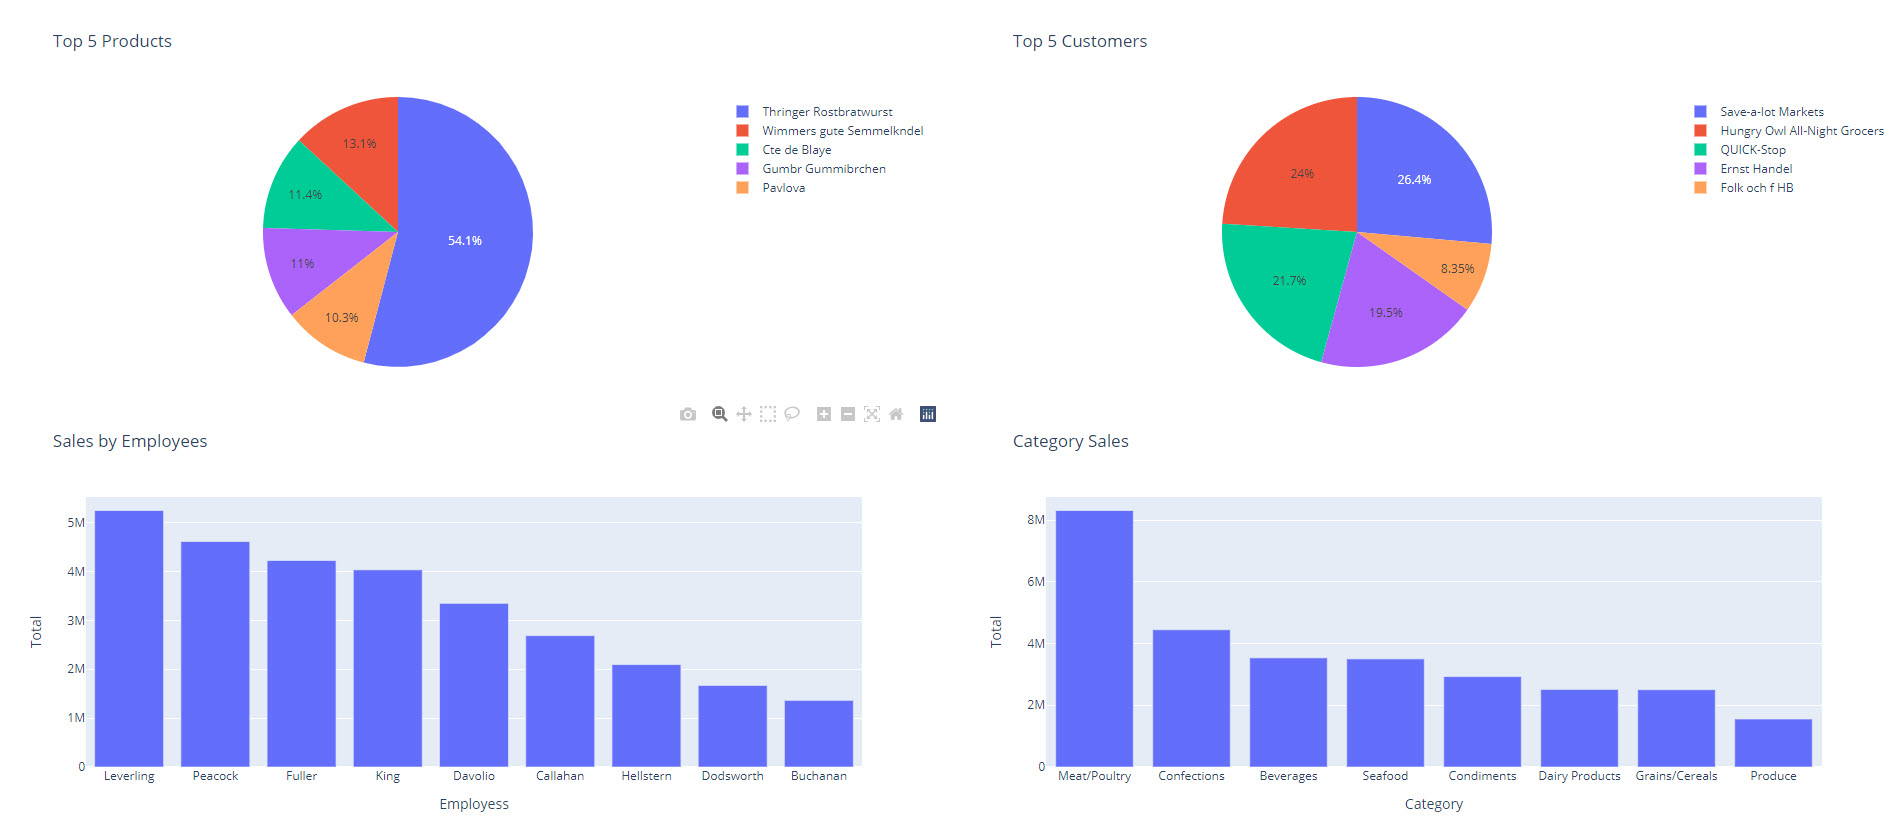 Top 5 Products
13.1%
11.4%
54.1%
11%
10.3%
Thringer Rostbratwurst
Wimmers gute Semmelkndel
Cte de Blaye
Gumbr Gummibrchen
Pavlova
Top 5 Customers
24%
26.4%
8.35%
21.7%
19.5%
Save-a-lot Markets
Hungry Owl All-Night Grocers
QUICK-Stop
Ernst Handel
Folk och f HB
Sales by Employees
Total
5M
4M
3M
2M
1M
0
Leverling Peacock Fuller King Davolio Callahan Hellstern Dodsworth Buchanan
Employess
Category Sales
Total
8M
6M
4M
2M
0
Meat/Poultry Confections Beverages Seafood Condiments Dairy Products Grains/Cereals Produce
Category